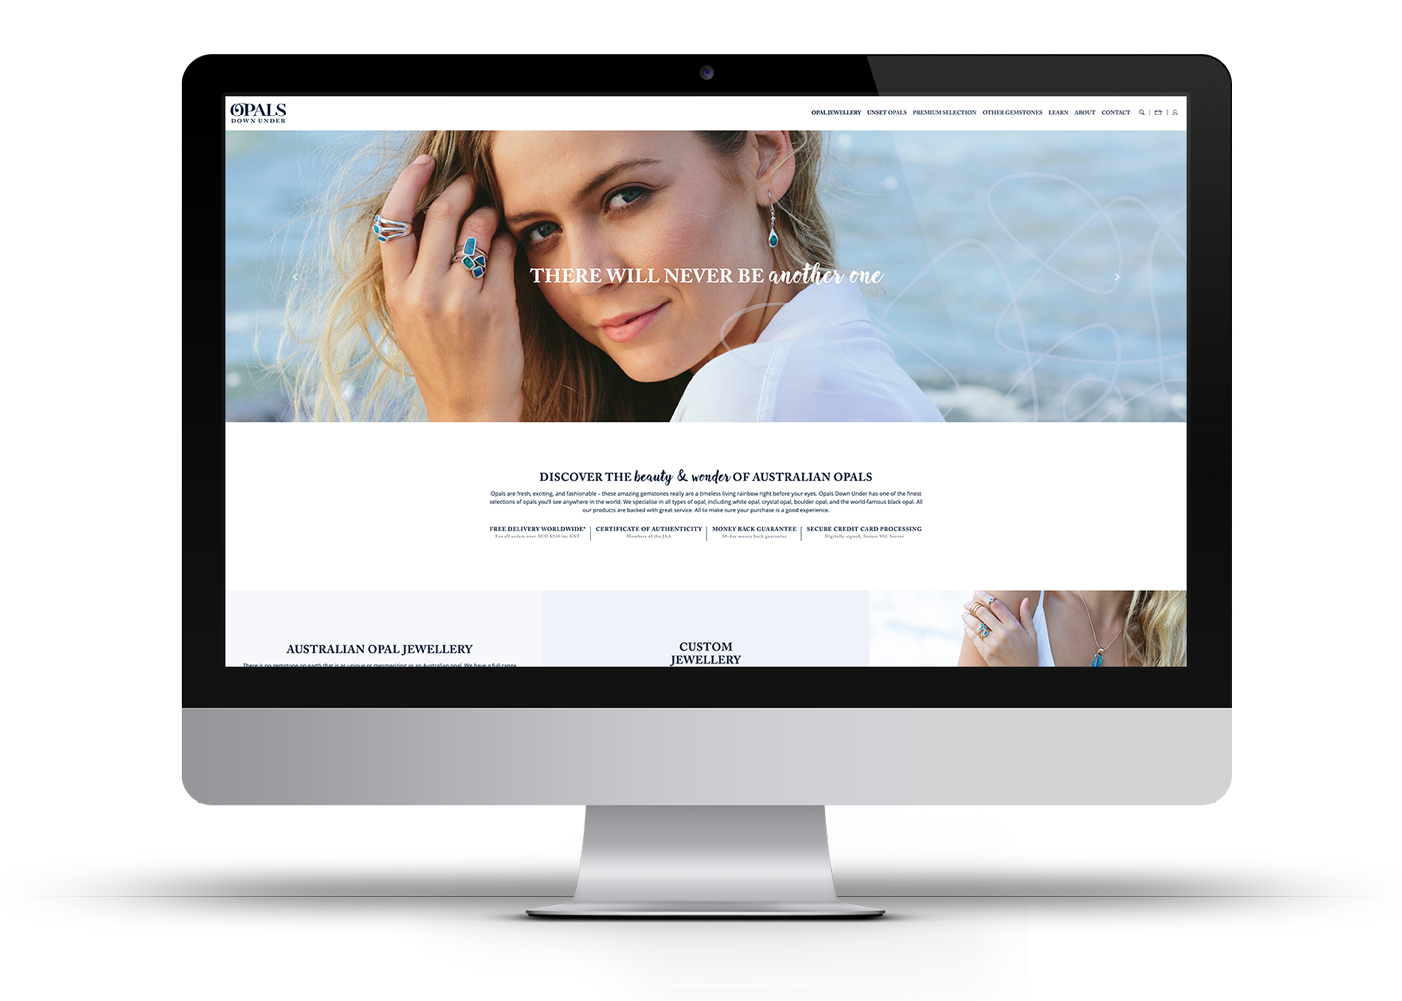 OPALS
DOWN UNDER
OPAL JEWELLERY UNSET OPALS PREMIUM SELECTION OTHER GEMSTONES LEARN ABOUT CONTACT
THERE WILL NEVER BE another one
DISCOVER THE beauty & wonder OF AUSTRALIAN OPALS
Opals are fresh, exciting, and fashionable – these amazing gemstones really are a timeless living rainbow right before your eyes. Opals Down Under has one of the finest
selections of opals you'll see anywhere in the world. We specialise in all types of opal, including white opal, crystal opal, boulder opal, and the world-famous black opal. All
our products are backed with great service. All to make sure your purchase is a good experience.
FREE DELIVERY WORLDWIDE* CERTIFICATE OF AUTHENTICITY MONEY BACK GUARANTEE SECURE CREDIT CARD PROCESSING
For all orders over AUD inc GST Members of the JAA 30-day money back guarantee Digitally signed, Secure SSL Server
AUSTRALIAN OPAL JEWELLERY
There is no gemstone on earth that is as unique or mesmerizing as an Australian opal. We have a full range
CUSTOM
JEWELLERY